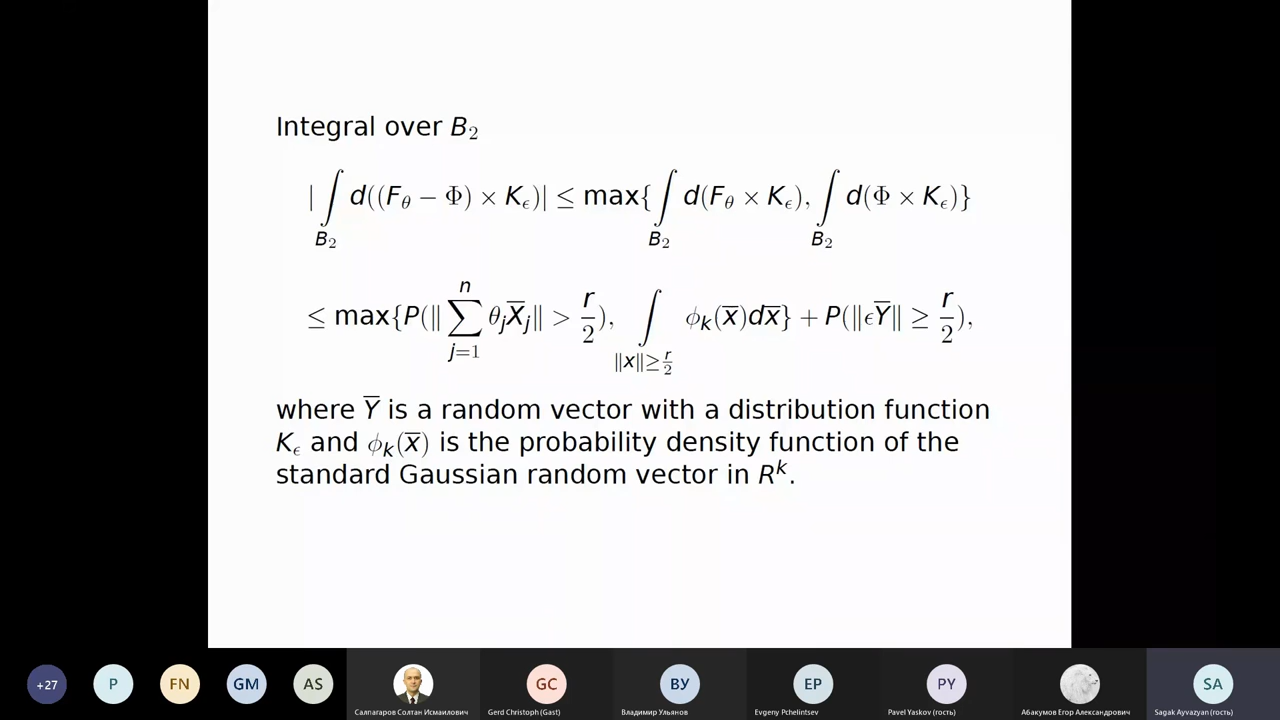 Integral over B₂
| ∫_{B₂} d((F_θ − Φ) × K_ϵ)| ≤ max{ ∫_{B₂} d(F_θ × K_ϵ), ∫_{B₂} d(Φ × K_ϵ)}
≤ max{P(‖ ∑_{j=1}^{n} θ_j X̅_j‖ > r/2), ∫_{‖x‖≥r/2} ϕ_k(x̅)dx̅} + P(‖ϵY̅‖ ≥ r/2),
where Y̅ is a random vector with a distribution function
K_ϵ and ϕ_k(x̅) is the probability density function of the
standard Gaussian random vector in R^k.
+27 P FN GM AS GC ВУ EP PY SA
Салпагаров Солтан Исмаилович Gerd Christoph (Gast) Владимир Ульянов Evgeny Pchelintsev Pavel Yaskov (гость) Абакумов Егор Александрович Sagak Ayvazyan (гость)